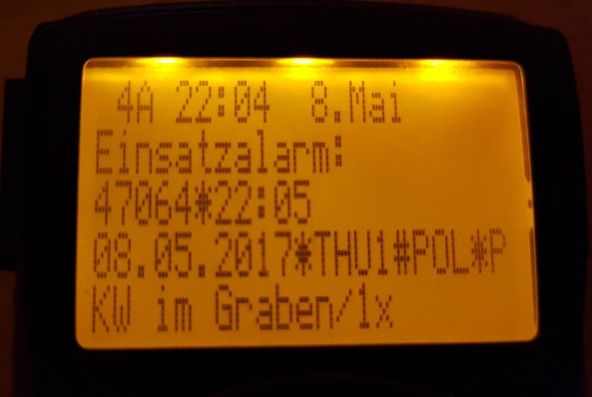 4A 22:04 8.Mai
Einsatzalarm:
47064*22:05
08.05.2017*THU1#POL*P
KW im Graben/1x